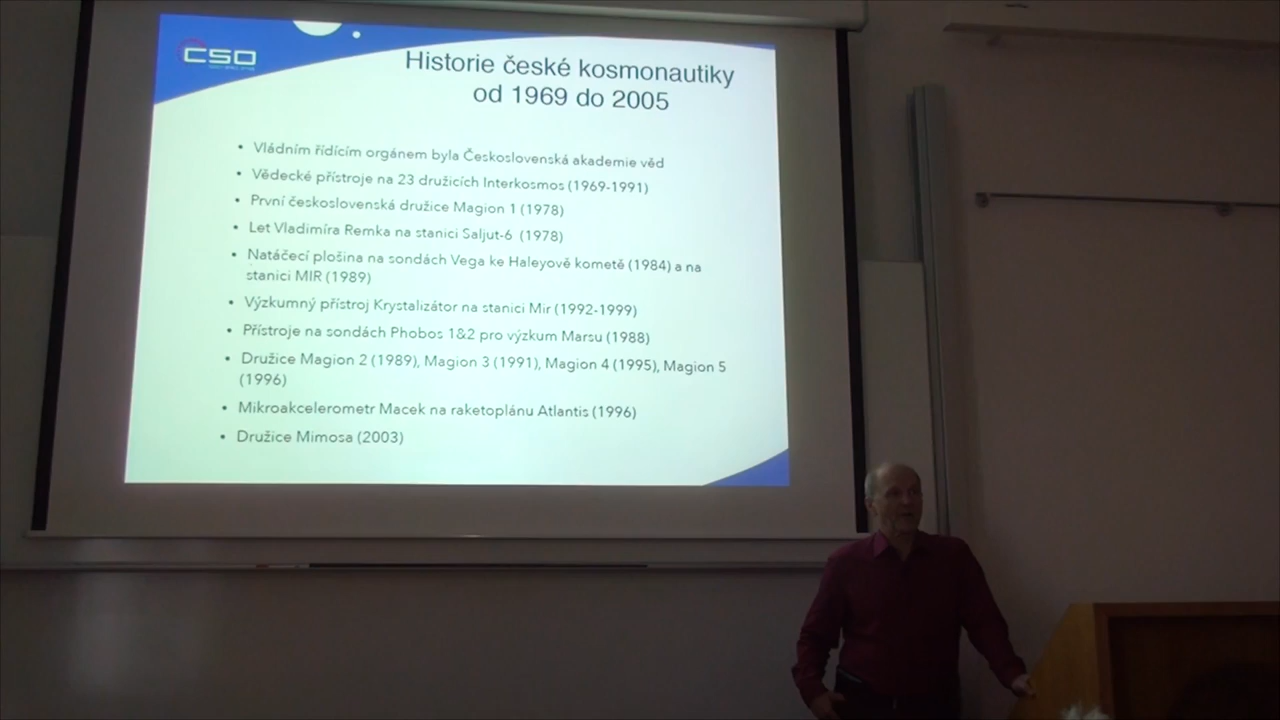 CSO
Historie české kosmonautiky
od 1969 do 2005
• Vládním řídícím orgánem byla Československá akademie věd
• Vědecké přístroje na 23 družicích Interkosmos (1969-1991)
• První československá družice Magion 1 (1978)
• Let Vladimíra Remka na stanici Saljut-6 (1978)
• Natáčecí plošina na sondách Vega ke Haleyově kometě (1984) a na
stanici MIR (1989)
• Výzkumný přístroj Krystalizátor na stanici Mir (1992-1999)
• Přístroje na sondách Phobos 1&2 pro výzkum Marsu (1988)
• Družice Magion 2 (1989), Magion 3 (1991), Magion 4 (1995), Magion 5
(1996)
• Mikroakcelerometr Macek na raketoplánu Atlantis (1996)
• Družice Mimosa (2003)